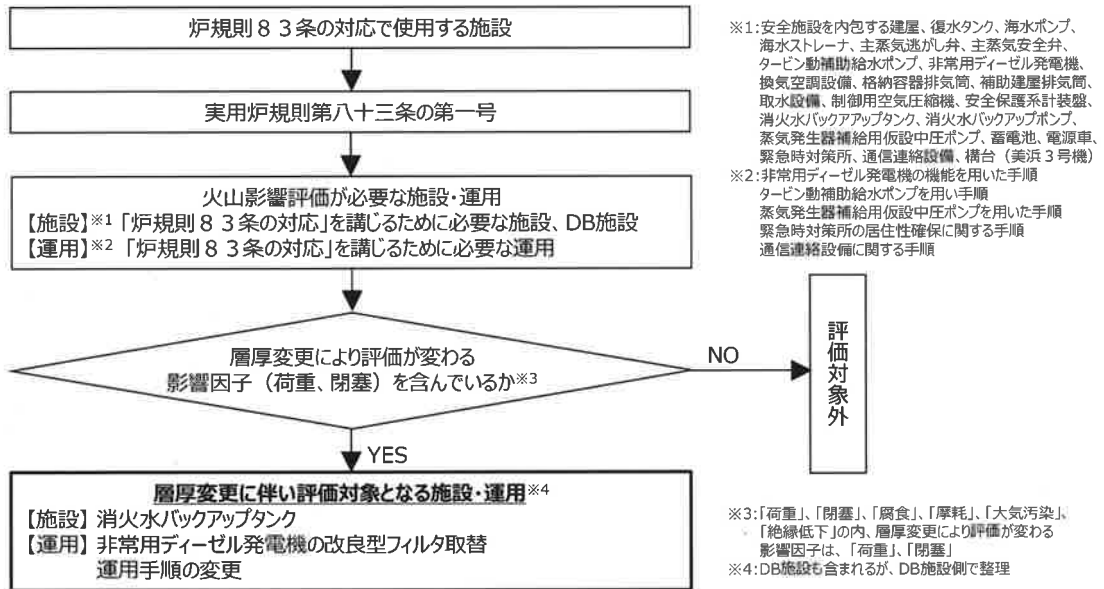 炉規則８３条の対応で使用する施設
実用炉規則第八十三条の第一号
火山影響評価が必要な施設・運用
【施設】※1「炉規則８３条の対応」を講じるために必要な施設、DB施設
【運用】※2「炉規則８３条の対応」を講じるために必要な運用
層厚変更により評価が変わる
影響因子（荷重、閉塞）を含んでいるか※3
NO
評価対象外
YES
層厚変更に伴い評価対象となる施設・運用※4
【施設】消火水バックアップタンク
【運用】非常用ディーゼル発電機の改良型フィルタ取替
運用手順の変更
※1:安全施設を内包する建屋、復水タンク、海水ポンプ、
海水ストレーナ、主蒸気逃がし弁、主蒸気安全弁、
タービン動補助給水ポンプ、非常用ディーゼル発電機、
換気空調設備、格納容器排気筒、補助建屋排気筒、
取水設備、制御用空気圧縮機、安全保護系計装盤、
消火水バックアアップタンク、消火水バックアップポンプ、
蒸気発生器補給用仮設中圧ポンプ、蓄電池、電源車、
緊急時対策所、通信連絡設備、構台（美浜３号機）
※2:非常用ディーゼル発電機の機能を用いた手順
タービン動補助給水ポンプを用い手順
蒸気発生器補給用仮設中圧ポンプを用いた手順
緊急時対策所の居住性確保に関する手順
通信連絡設備に関する手順
※3:「荷重」、「閉塞」、「腐食」、「摩耗」、「大気汚染」、
「絶縁低下」の内、層厚変更により評価が変わる
影響因子は、「荷重」、「閉塞」
※4:DB施設も含まれるが、DB施設側で整理